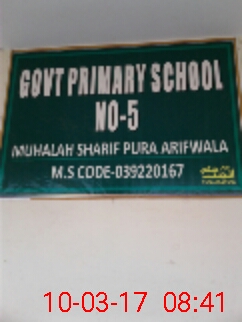 GOVT PRIMARY SCHOOL
NO-5
MUHALAH SHARIF PURA ARIFWALA
M.S CODE-039220167
10-03-17 08:41